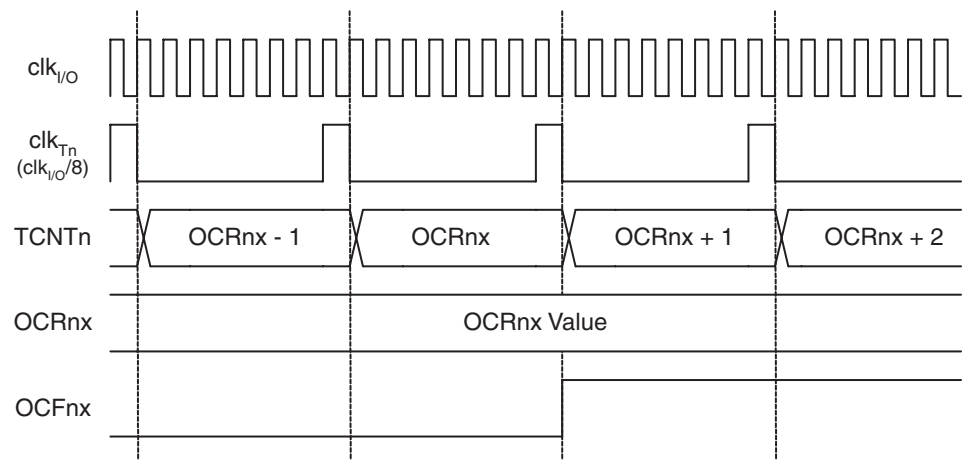 clkI/O
clkTn
(clkI/O/8)
TCNTn
OCRnx - 1
OCRnx
OCRnx + 1
OCRnx + 2
OCRnx
OCRnx Value
OCFnx